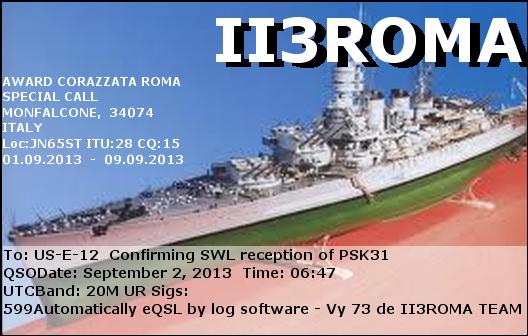 II3ROMA
AWARD CORAZZATA ROMA
SPECIAL CALL
MONFALCONE, 34074
ITALY
Loc:JN65ST ITU:28 CQ:15
01.09.2013 - 09.09.2013
To: US-E-12 Confirming SWL reception of PSK31
QSODate: September 2, 2013 Time: 06:47
UTCBand: 20M UR Sigs:
599Automatically eQSL by log software - Vy 73 de II3ROMA TEAM